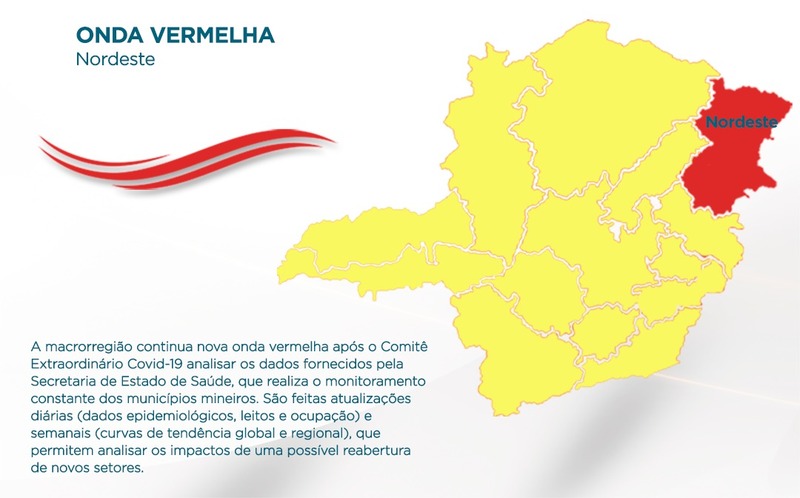 ONDA VERMELHA
Nordeste
Nordeste
A macrorregião continua nova onda vermelha após o Comitê
Extraordinário Covid-19 analisar os dados fornecidos pela
Secretaria de Estado de Saúde, que realiza o monitoramento
constante dos municípios mineiros. São feitas atualizações
diárias (dados epidemiológicos, leitos e ocupação) e
semanais (curvas de tendência global e regional), que
permitem analisar os impactos de uma possível reabertura
de novos setores.